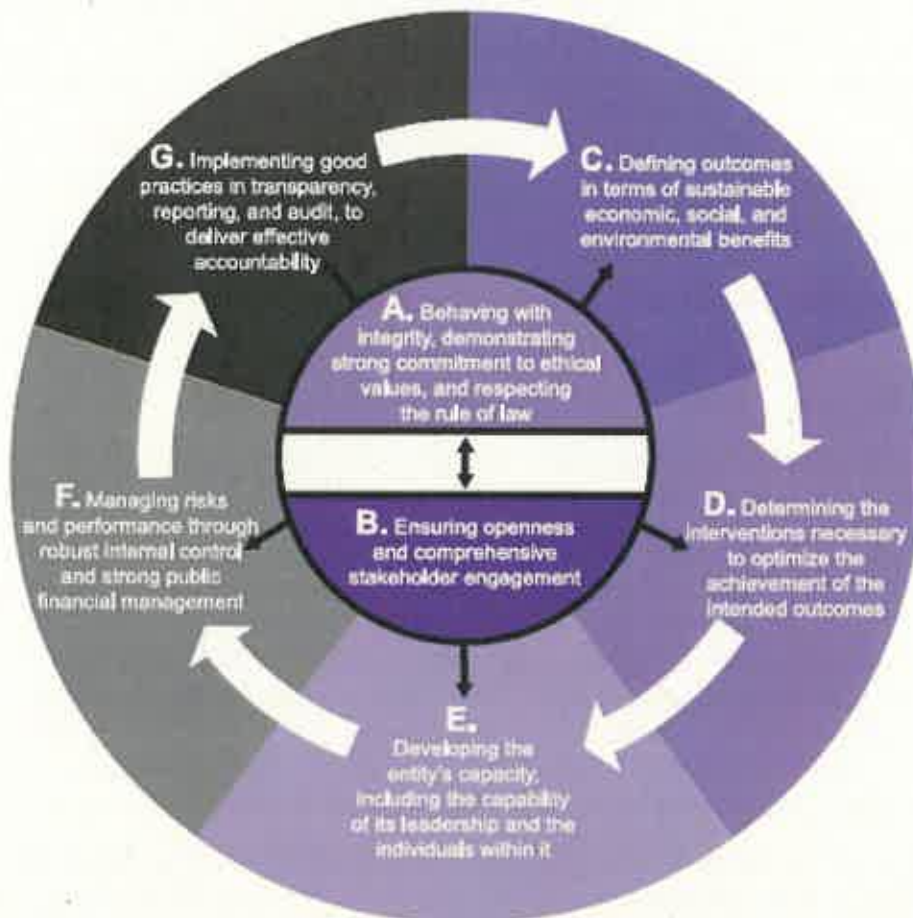 A. Behaving with
integrity, demonstrating
strong commitment to ethical
values, and respecting
the rule of law
B. Ensuring openness
and comprehensive
stakeholder engagement
C. Defining outcomes
in terms of sustainable
economic, social, and
environmental benefits
D. Determining the
interventions necessary
to optimize the
achievement of the
intended outcomes
E.
Developing the
entity's capacity,
including the capability
of its leadership and the
individuals within it
F. Managing risks
and performance through
robust internal control
and strong public
financial management
G. Implementing good
practices in transparency,
reporting, and audit, to
deliver effective
accountability